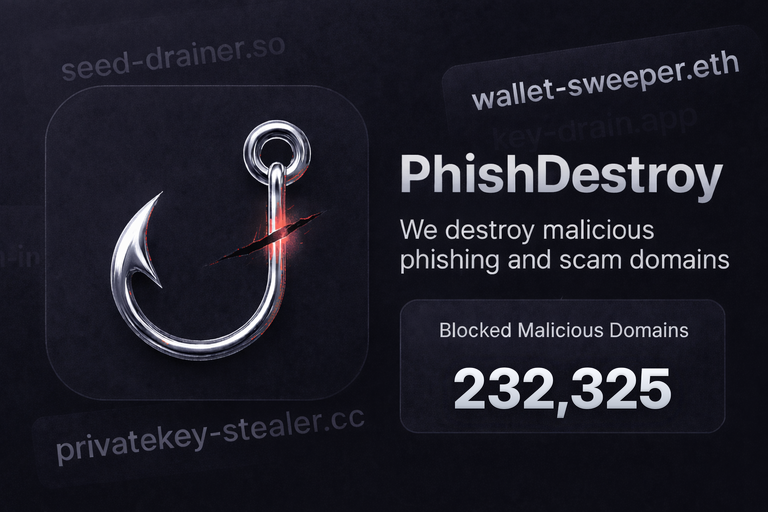 seed-drainer.so
wallet-sweeper.eth
key-drain.app
PhishDestroy
We destroy malicious
phishing and scam domains
Blocked Malicious Domains
232,325
privatekey-stealer.cc